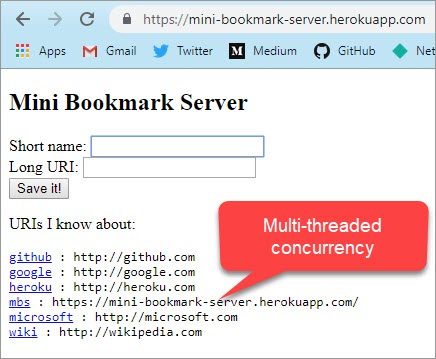 https://mini-bookmark-server.herokuapp.com
Apps Gmail Twitter Medium GitHub Net
Mini Bookmark Server
Short name:
Long URI:
Save it!
URIs I know about:
Multi-threaded
concurrency
github : http://github.com
google : http://google.com
heroku : http://heroku.com
mbs : https://mini-bookmark-server.herokuapp.com/
microsoft : http://microsoft.com
wiki : http://wikipedia.com